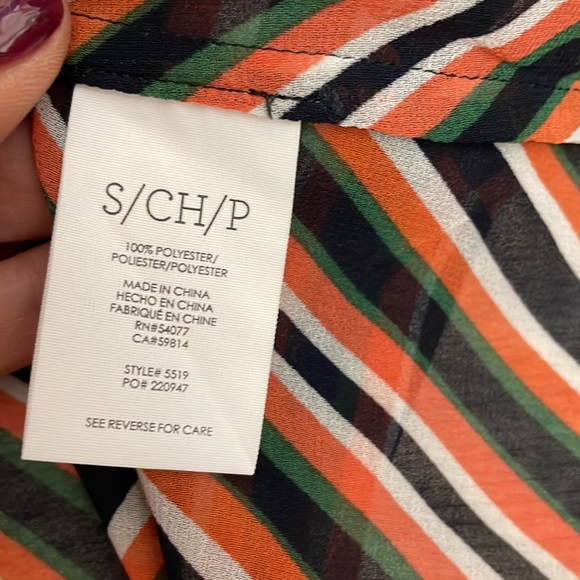 S/CH/P
100% POLYESTER/
POLIESTER/POLYESTER
MADE IN CHINA
HECHO EN CHINA
FABRIQUÉ EN CHINE
RN#54077
CA#59814
STYLE# 5519
PO# 220947
SEE REVERSE FOR CARE